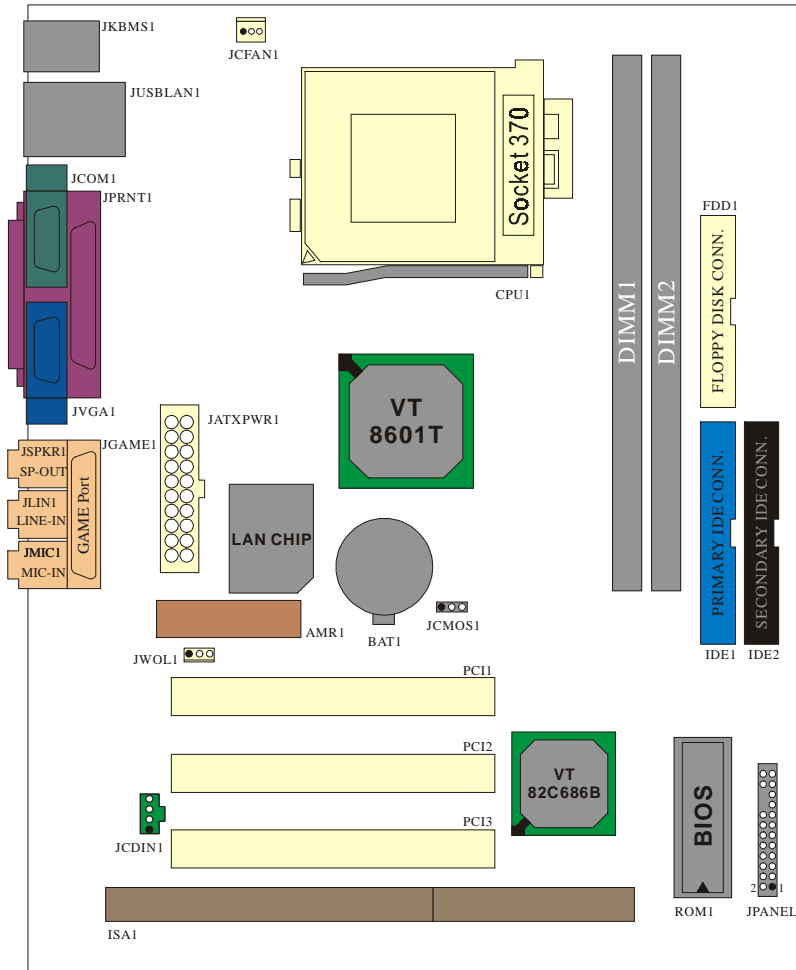 JKBMS1
JCFAN1
JUSBLAN1
JCOM1
JPRNT1
Socket 370
CPU1
DIMM1
DIMM2
FDD1
FLOPPY DISK CONN.
VT
8601T
JVGA1
JATXPWR1
JGAME1
JSPKR1
SP-OUT
JLIN1
LINE-IN
JMIC1
MIC-IN
GAME Port
LAN CHIP
PRIMARY IDE CONN.
SECONDARY IDE CONN.
AMR1
BAT1
JCMOS1
IDE1
IDE2
JWOL1
PCI1
PCI2
VT
82C686B
BIOS
JCDIN1
PCI3
2
1
ROM1
JPANEL
ISA1